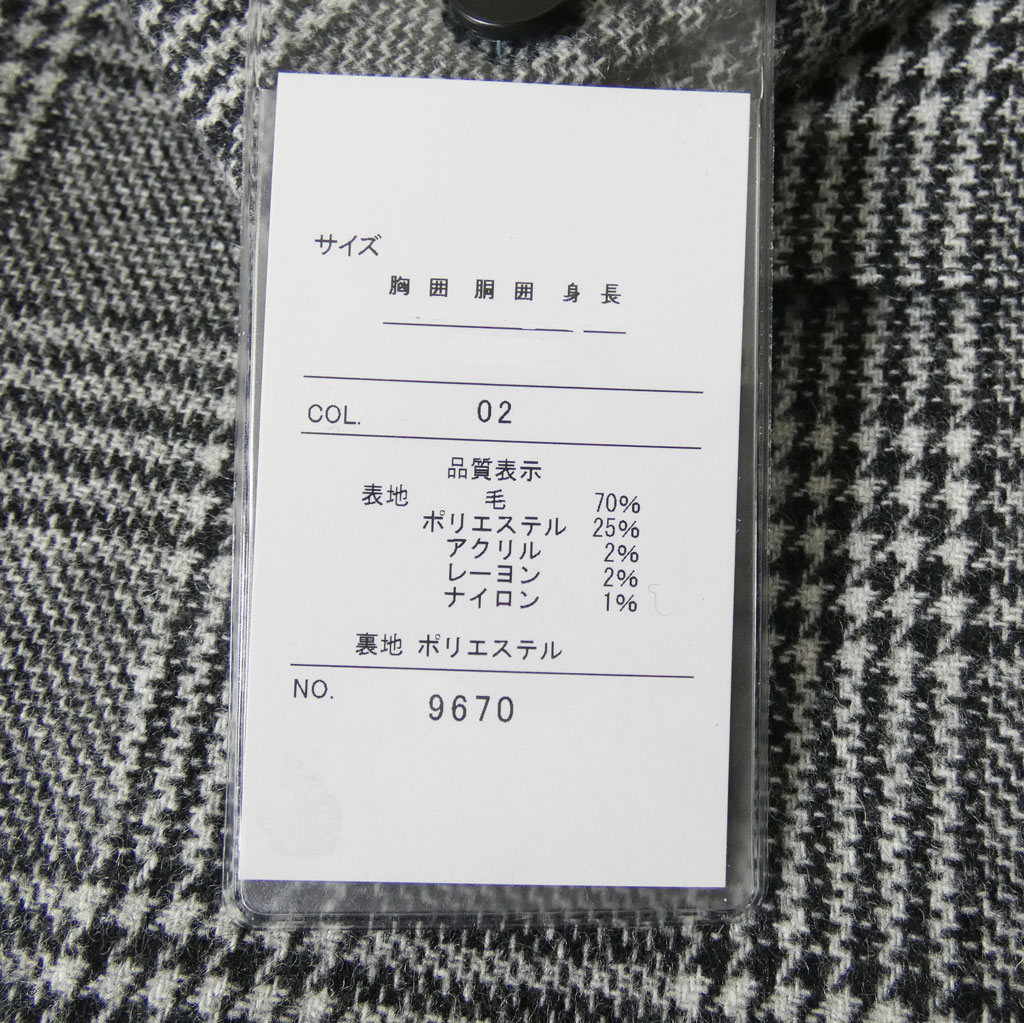 サイズ
胸囲 胴囲 身長
COL. 02
品質表示
表地 毛 70%
ポリエステル 25%
アクリル 2%
レーヨン 2%
ナイロン 1%
裏地 ポリエステル
NO. 9670